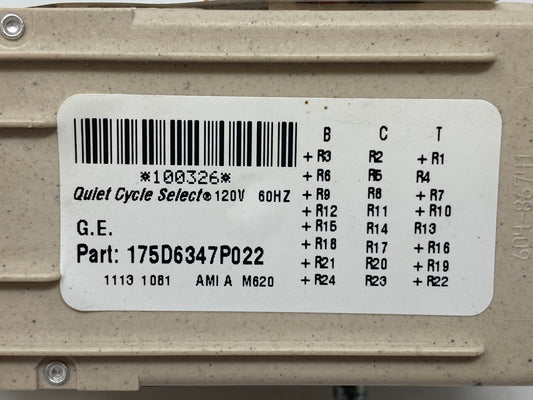 *100326*
Quiet Cycle Select® 120V 60HZ
G.E.
Part: 175D6347P022
1113 1081 AMI A M620
B C T
+ R3 R2 + R1
+ R6 R5 R4
+ R9 R8 + R7
+ R12 R11 + R10
+ R15 R14 R13
+ R18 R17 + R16
+ R21 R20 + R19
+ R24 R23 + R22